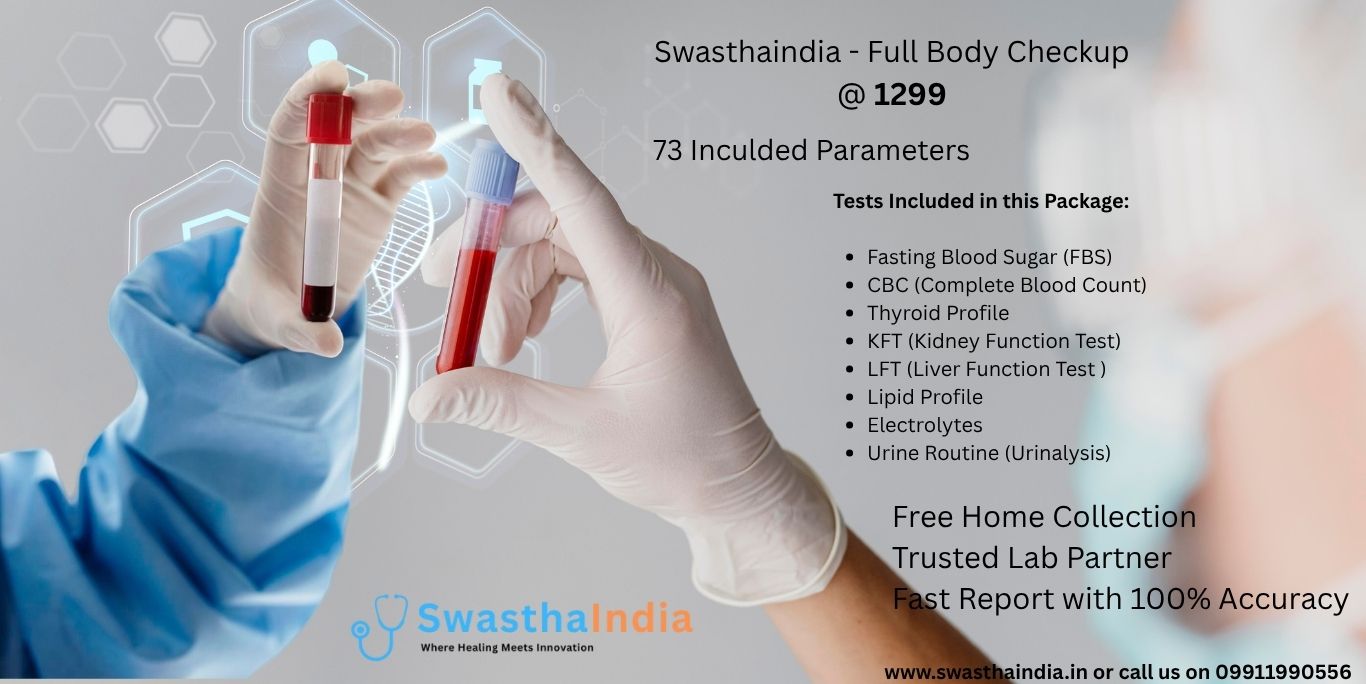 Swasthaindia - Full Body Checkup
@ 1299
73 Inculded Parameters
Tests Included in this Package:
• Fasting Blood Sugar (FBS)
• CBC (Complete Blood Count)
• Thyroid Profile
• KFT (Kidney Function Test)
• LFT (Liver Function Test )
• Lipid Profile
• Electrolytes
• Urine Routine (Urinalysis)
Free Home Collection
Trusted Lab Partner
Fast Report with 100% Accuracy
SwasthaIndia
Where Healing Meets Innovation
www.swasthaindia.in or call us on 09911990556